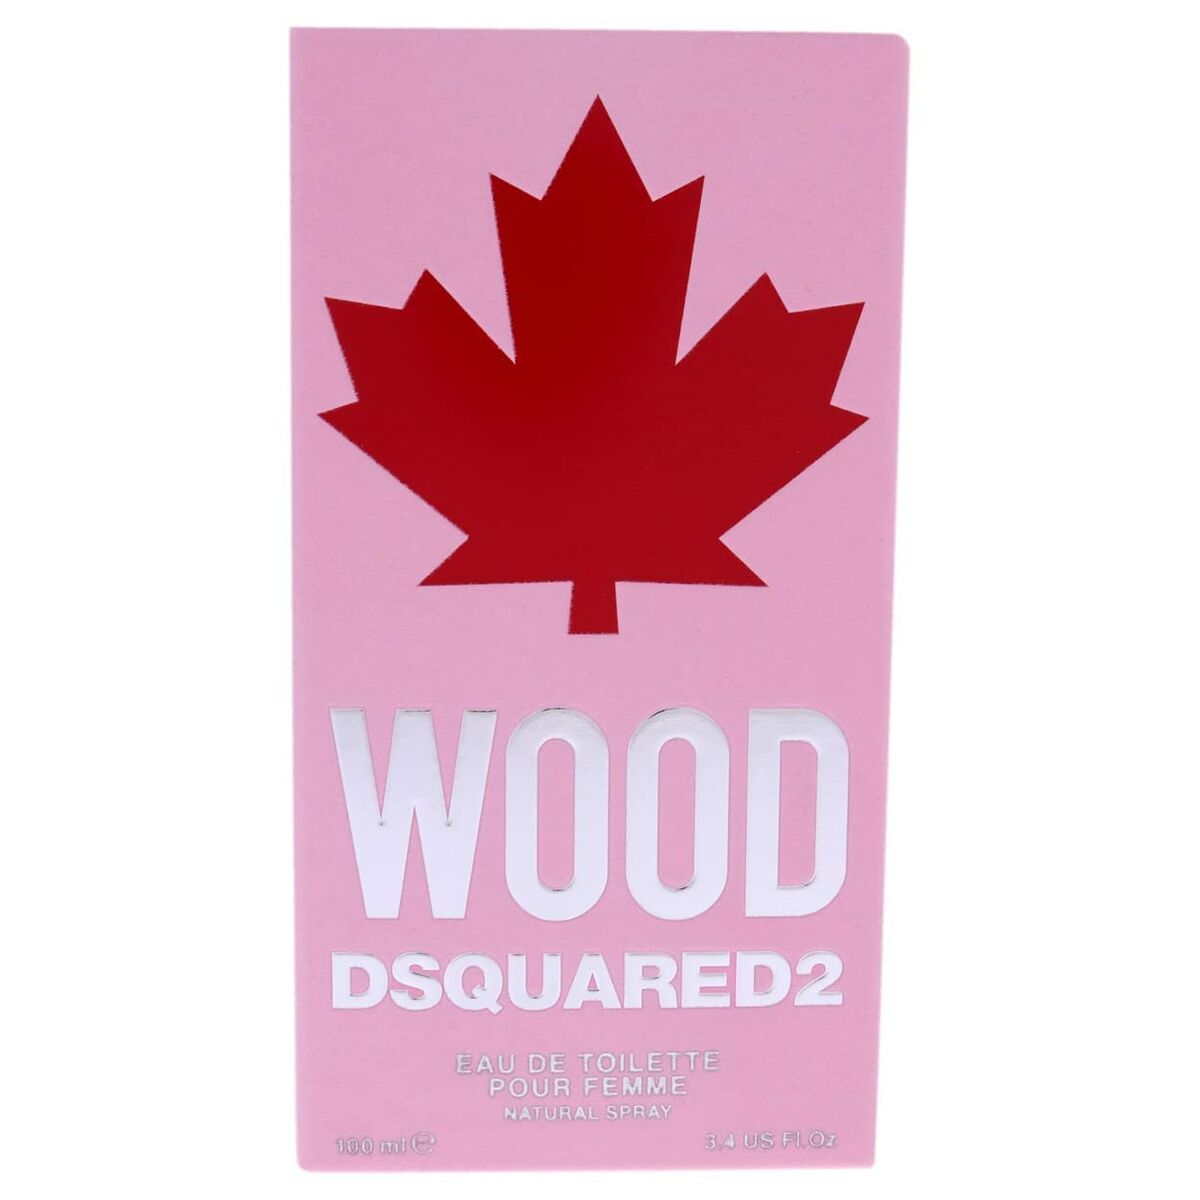 WOOD
DSQUARED2
EAU DE TOILETTE
POUR FEMME
NATURAL SPRAY
100 ml ℮ 3,4 US Fl.Oz